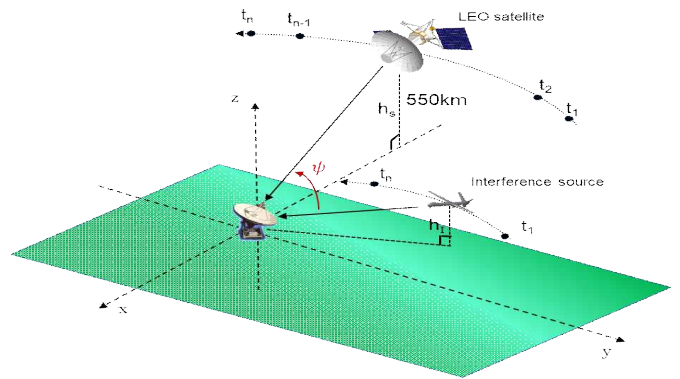 LEO satellite
tn
tn-1
t2
t1
550km
hs
z
ψ
tn
Interference source
hI
t1
x
y